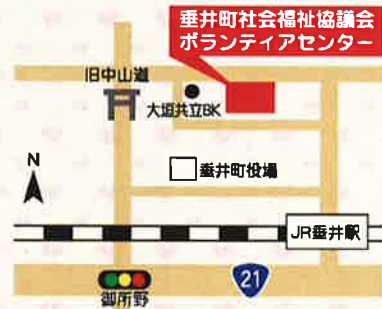 垂井町社会福祉協議会
ボランティアセンター
旧中山道
大垣共立BK
N
垂井町役場
JR垂井駅
21
御所野